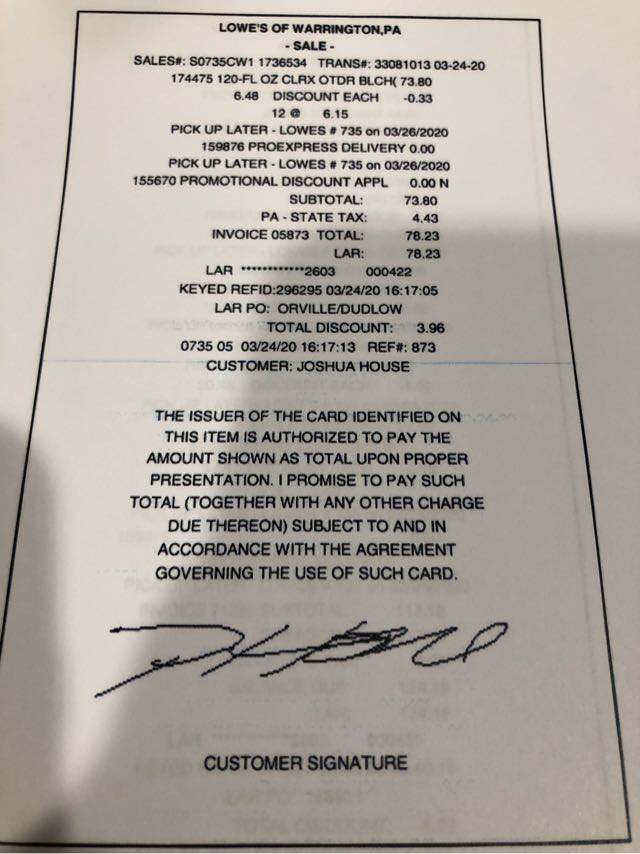 LOWE'S OF WARRINGTON,PA
- SALE -
SALES#: S0735CW1 1736534 TRANS#: 33081013 03-24-20
174475 120-FL OZ CLRX OTDR BLCH( 73.80
6.48 DISCOUNT EACH -0.33
12 @ 6.15
PICK UP LATER - LOWES # 735 on 03/26/2020
159876 PROEXPRESS DELIVERY 0.00
PICK UP LATER - LOWES # 735 on 03/26/2020
155670 PROMOTIONAL DISCOUNT APPL 0.00 N
SUBTOTAL: 73.80
PA - STATE TAX: 4.43
INVOICE 05873 TOTAL: 78.23
LAR: 78.23
LAR ************2603 000422
KEYED REFID:296295 03/24/20 16:17:05
LAR PO: ORVILLE/DUDLOW
TOTAL DISCOUNT: 3.96
0735 05 03/24/20 16:17:13 REF#: 873
CUSTOMER: JOSHUA HOUSE
THE ISSUER OF THE CARD IDENTIFIED ON
THIS ITEM IS AUTHORIZED TO PAY THE
AMOUNT SHOWN AS TOTAL UPON PROPER
PRESENTATION. I PROMISE TO PAY SUCH
TOTAL (TOGETHER WITH ANY OTHER CHARGE
DUE THEREON) SUBJECT TO AND IN
ACCORDANCE WITH THE AGREEMENT
GOVERNING THE USE OF SUCH CARD.
CUSTOMER SIGNATURE